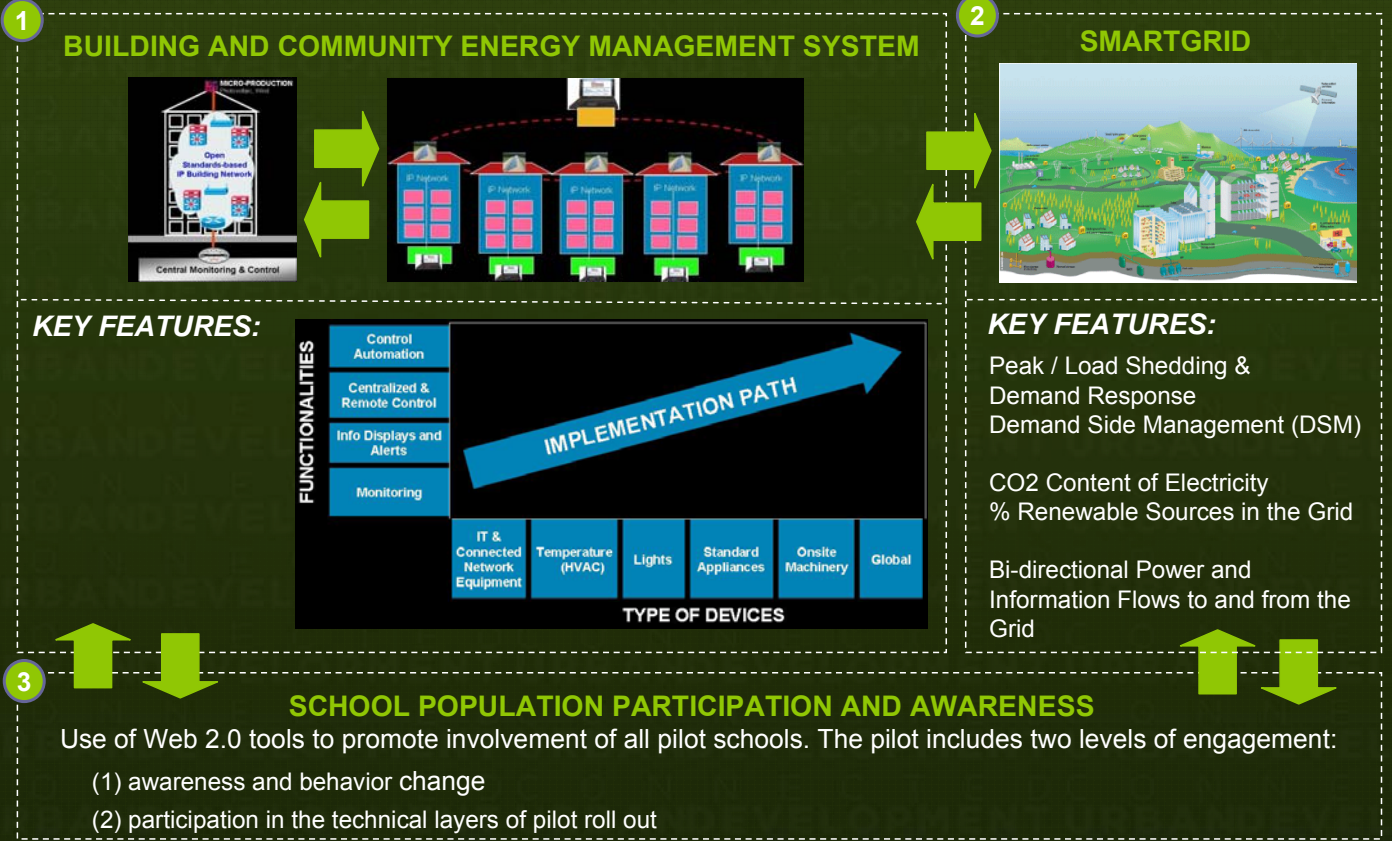 1
BUILDING AND COMMUNITY ENERGY MANAGEMENT SYSTEM
MICRO-PRODUCTION
Photovoltaic, Wind
Open
Standards-based
IP Building Network
Central Monitoring & Control
IP Network
IP Network
IP Network
IP Network
IP Network
2
SMARTGRID
KEY FEATURES:
FUNCTIONALITIES
Control
Automation
Centralized &
Remote Control
Info Displays and
Alerts
Monitoring
IMPLEMENTATION PATH
IT &
Connected
Network
Equipment
Temperature
(HVAC)
Lights
Standard
Appliances
Onsite
Machinery
Global
TYPE OF DEVICES
KEY FEATURES:
Peak / Load Shedding &
Demand Response
Demand Side Management (DSM)
CO2 Content of Electricity
% Renewable Sources in the Grid
Bi-directional Power and
Information Flows to and from the
Grid
3
SCHOOL POPULATION PARTICIPATION AND AWARENESS
Use of Web 2.0 tools to promote involvement of all pilot schools. The pilot includes two levels of engagement:
(1) awareness and behavior change
(2) participation in the technical layers of pilot roll out